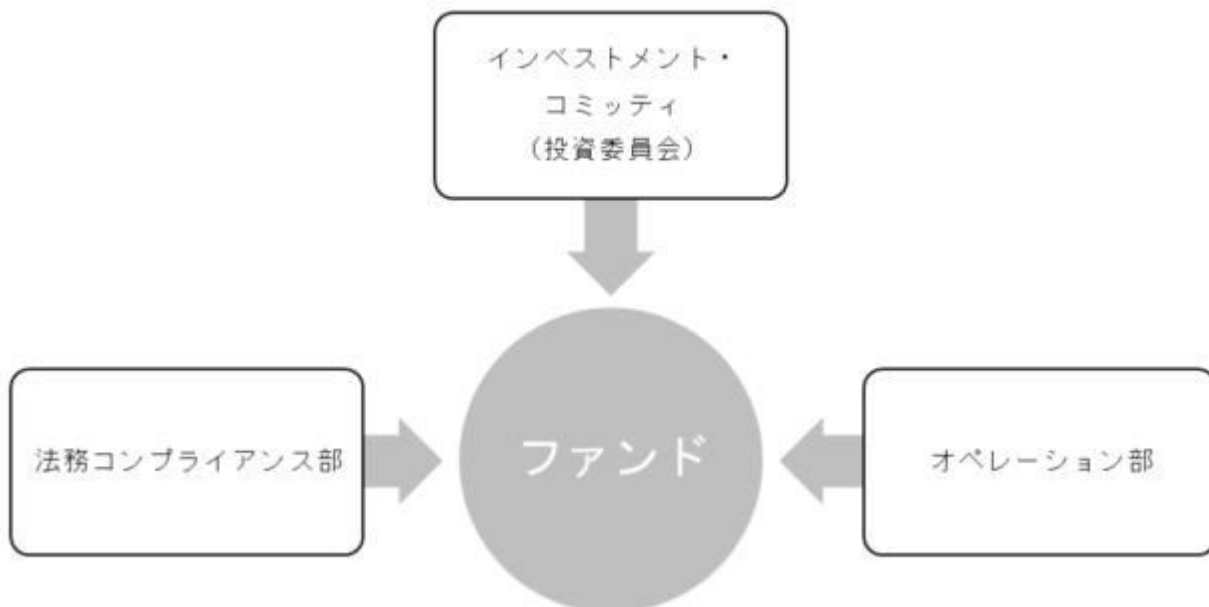 インベストメント・
コミッティ
（投資委員会）
法務コンプライアンス部
ファンド
オペレーション部